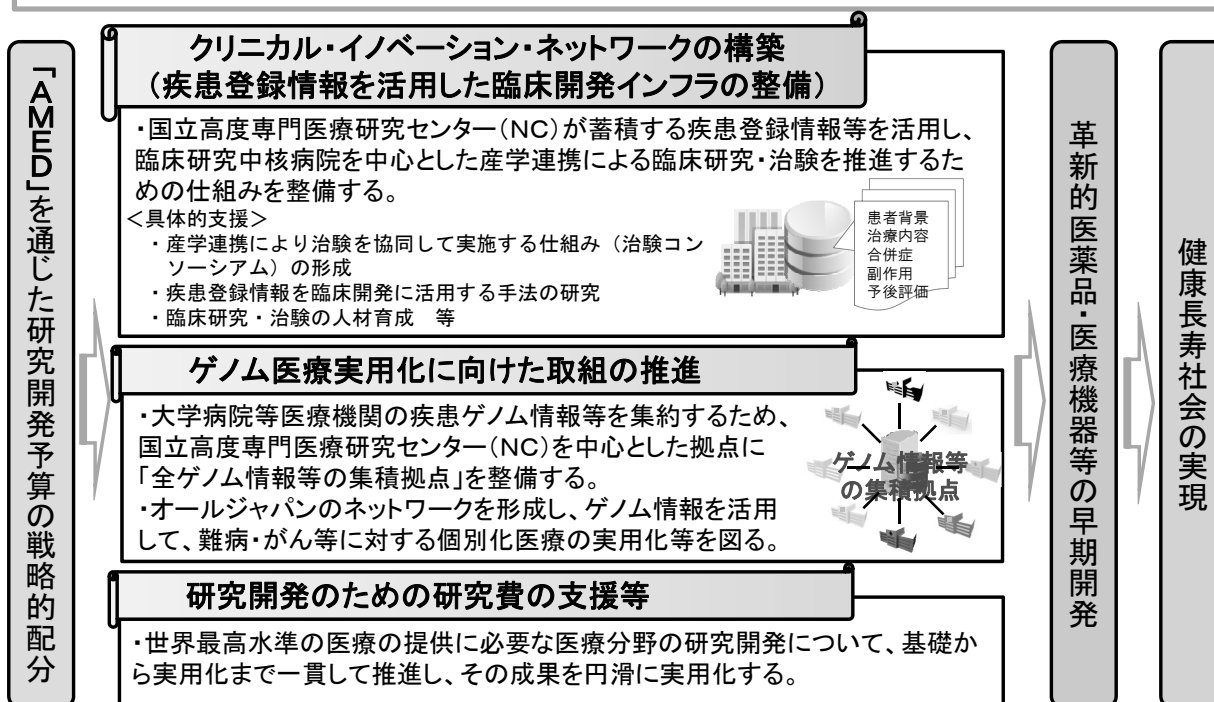 「AMED」を通じた研究開発予算の戦略的配分
クリニカル・イノベーション・ネットワークの構築
（疾患登録情報を活用した臨床開発インフラの整備）
・国立高度専門医療研究センター（NC）が蓄積する疾患登録情報等を活用し、
臨床研究中核病院を中心とした産学連携による臨床研究・治験を推進するた
めの仕組みを整備する。
＜具体的支援＞
・産学連携により治験を協同して実施する仕組み（治験コン
ソーシアム）の形成
・疾患登録情報を臨床開発に活用する手法の研究
・臨床研究・治験の人材育成　等
患者背景
治療内容
合併症
副作用
予後評価
ゲノム医療実用化に向けた取組の推進
・大学病院等医療機関の疾患ゲノム情報等を集約するため、
国立高度専門医療研究センター（NC）を中心とした拠点に
「全ゲノム情報等の集積拠点」を整備する。
・オールジャパンのネットワークを形成し、ゲノム情報を活用
して、難病・がん等に対する個別化医療の実用化等を図る。
ゲノム情報等
の集積拠点
研究開発のための研究費の支援等
・世界最高水準の医療の提供に必要な医療分野の研究開発について、基礎か
ら実用化まで一貫して推進し、その成果を円滑に実用化する。
革新的医薬品・医療機器等の早期開発
健康長寿社会の実現